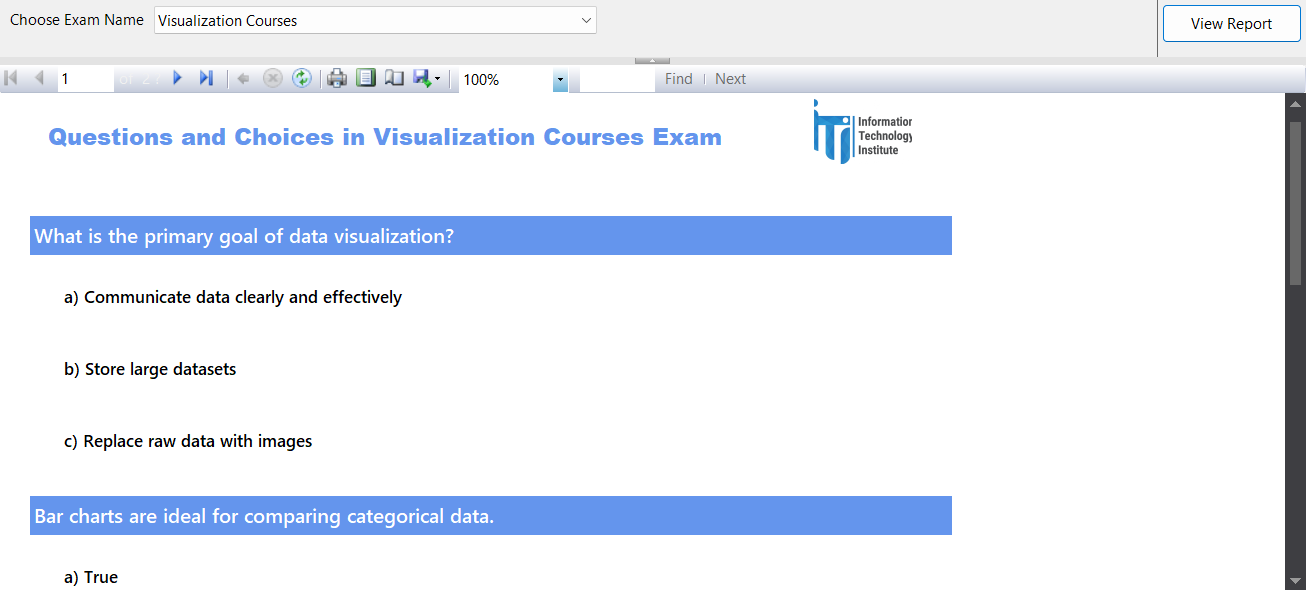 Choose Exam Name Visualization Courses View Report
1 of 2 ? 100% Find | Next
Questions and Choices in Visualization Courses Exam
Information
Technology
Institute
What is the primary goal of data visualization?
a) Communicate data clearly and effectively
b) Store large datasets
c) Replace raw data with images
Bar charts are ideal for comparing categorical data.
a) True